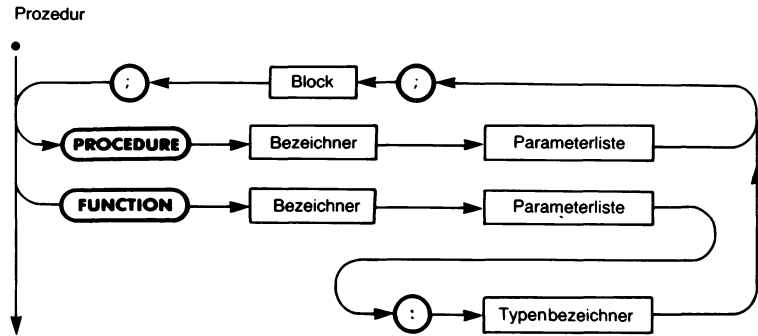 Prozedur
; Block ;
PROCEDURE Bezeichner Parameterliste
FUNCTION Bezeichner Parameterliste
: Typenbezeichner